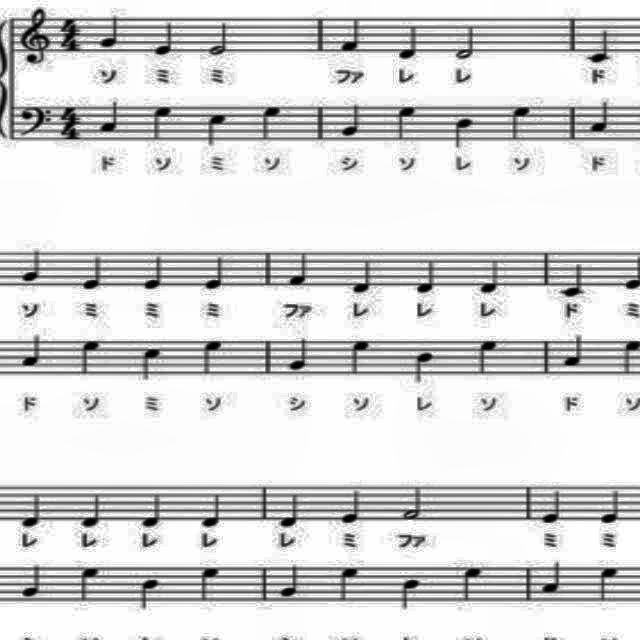 4/4 ソ ミ ミ ファ レ レ ド
4/4 ド ソ ミ ソ シ ソ レ ソ ド
ソ ミ ミ ミ ファ レ レ レ ド ミ
ド ソ ミ ソ シ ソ レ ソ ド ソ
レ レ レ レ レ ミ ファ ミ ミ